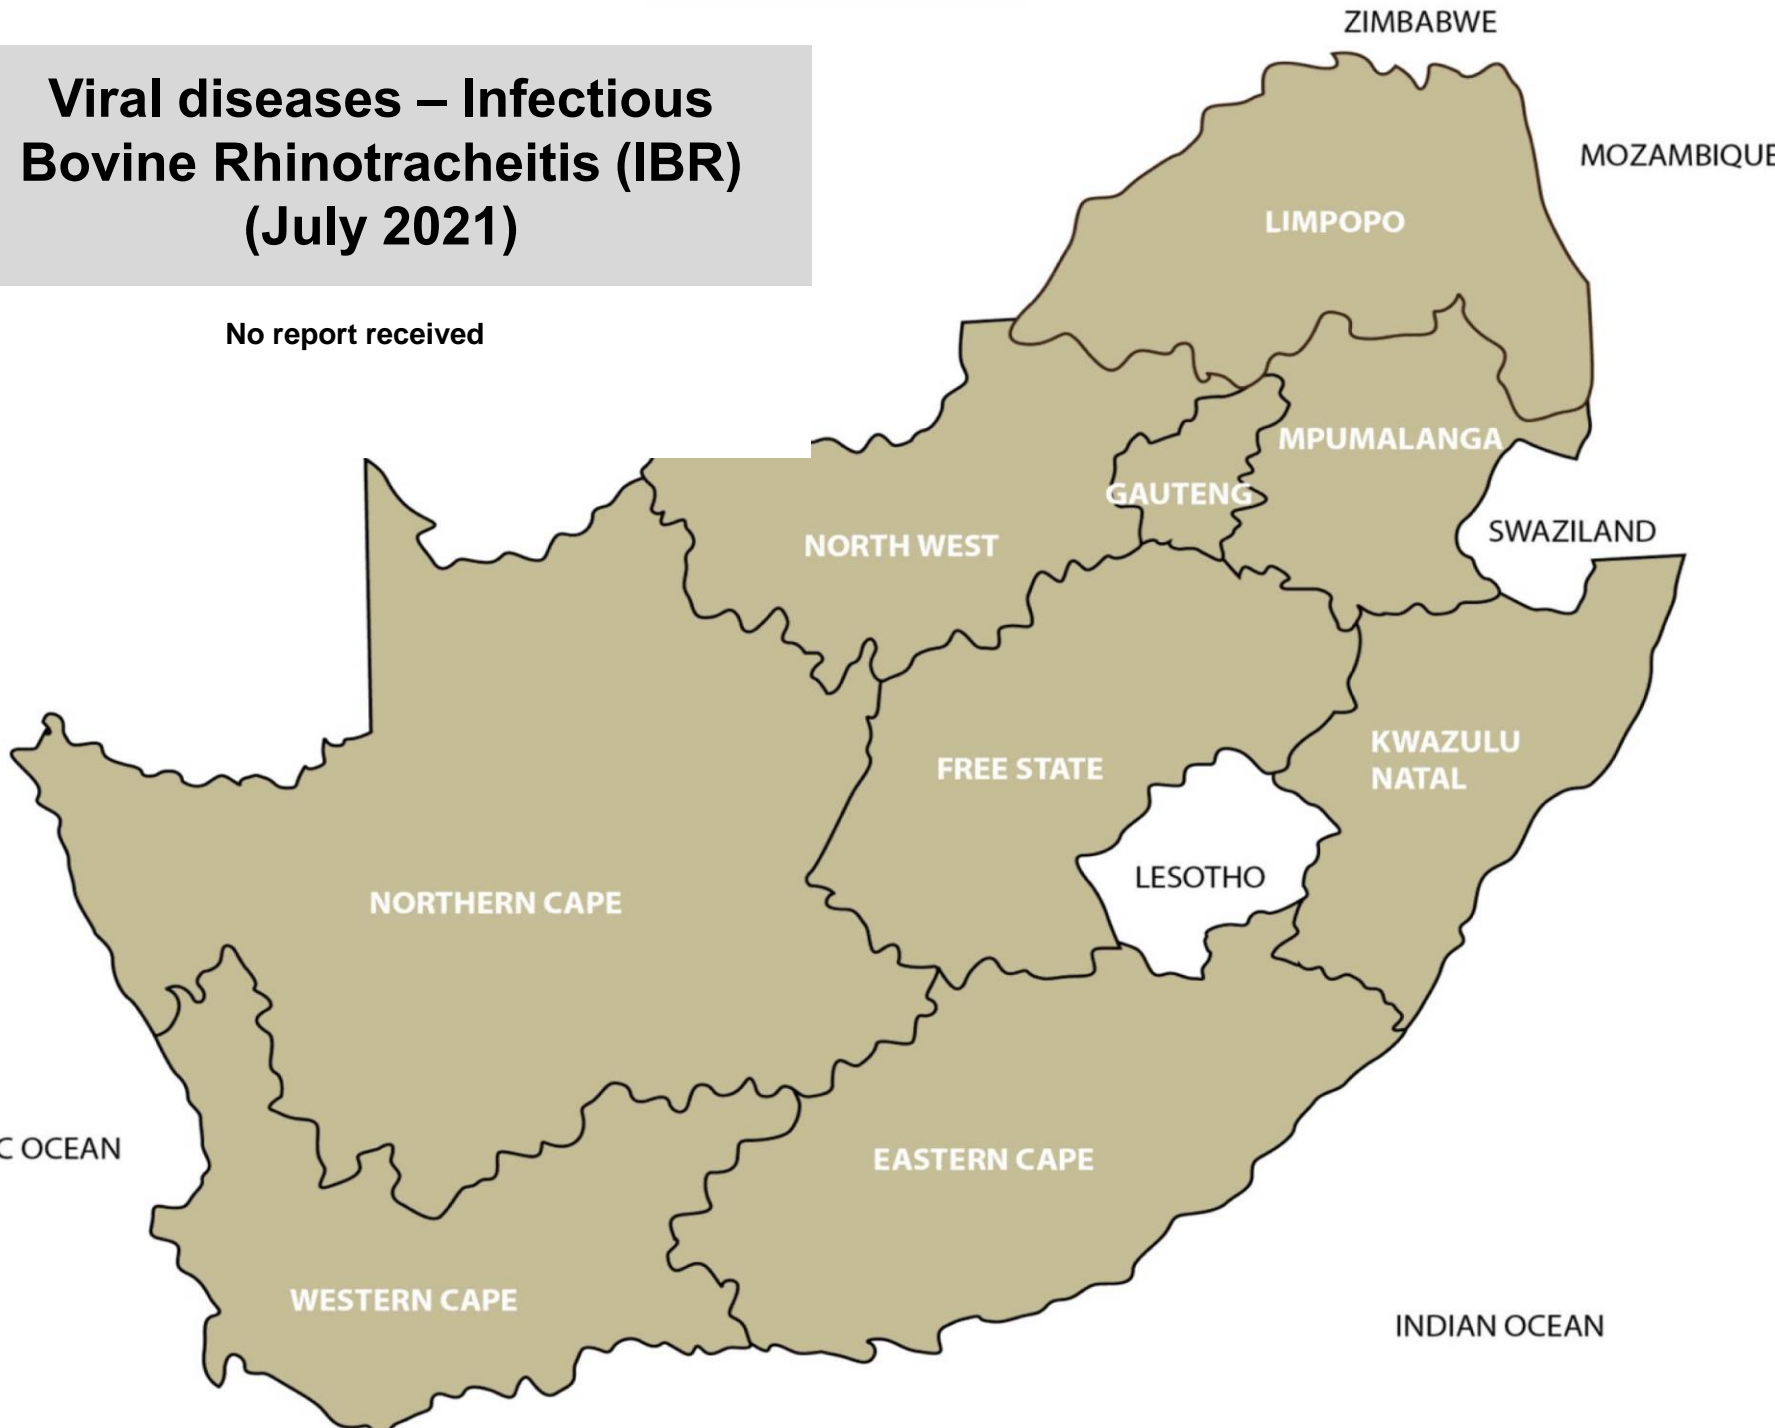 ZIMBABWE
Viral diseases – Infectious
Bovine Rhinotracheitis (IBR)
(July 2021)
MOZAMBIQUE
LIMPOPO
No report received
MPUMALANGA
GAUTENG
SWAZILAND
NORTH WEST
KWAZULU
NATAL
FREE STATE
LESOTHO
NORTHERN CAPE
C OCEAN
EASTERN CAPE
WESTERN CAPE
INDIAN OCEAN